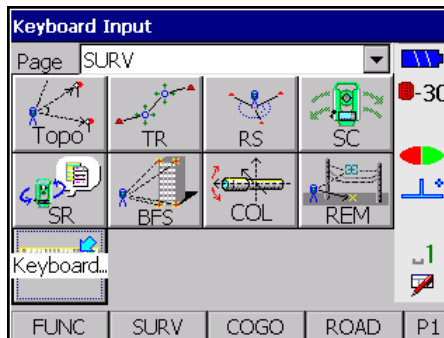 Keyboard Input
Page SURV
-30
Topo TR RS SC
SR BFS COL REM
Keyboard...
1
FUNC SURV COGO ROAD P1